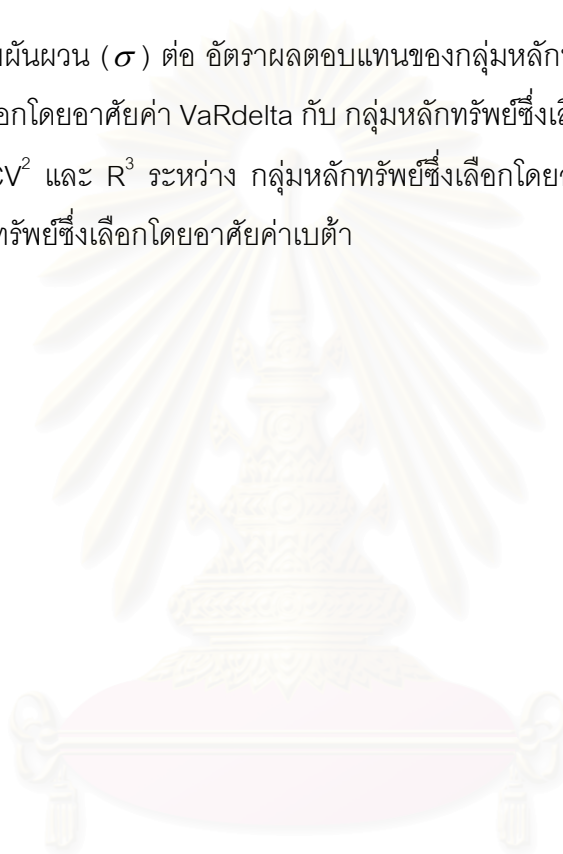 ผันผวน (σ) ต่อ อัตราผลตอบแทนของกลุ่มหลัก
โดยอาศัยค่า VaRdelta กับ กลุ่มหลักทรัพย์ซึ่ง
CV² และ R³ ระหว่าง กลุ่มหลักทรัพย์ซึ่งเลือกโดย
ทรัพย์ซึ่งเลือกโดยอาศัยค่าเบต้า